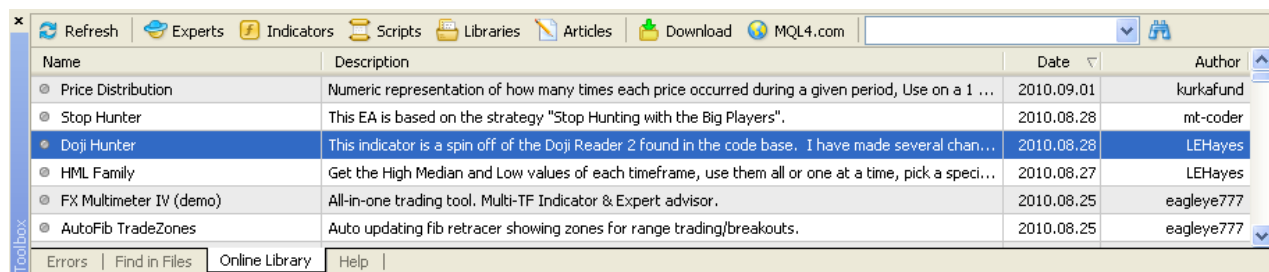 Refresh Experts Indicators Scripts Libraries Articles Download MQL4.com
Name Description Date Author
Price Distribution Numeric representation of how many times each price occurred during a given period, Use on a 1 ... 2010.09.01 kurkafund
Stop Hunter This EA is based on the strategy "Stop Hunting with the Big Players". 2010.08.28 mt-coder
Doji Hunter This indicator is a spin off of the Doji Reader 2 found in the code base. I have made several chan... 2010.08.28 LEHayes
HML Family Get the High Median and Low values of each timeframe, use them all or one at a time, pick a speci... 2010.08.27 LEHayes
FX Multimeter IV (demo) All-in-one trading tool. Multi-TF Indicator & Expert advisor. 2010.08.25 eagleye777
AutoFib TradeZones Auto updating fib retracer showing zones for range trading/breakouts. 2010.08.25 eagleye777
Toolbox
Errors | Find in Files Online Library Help |